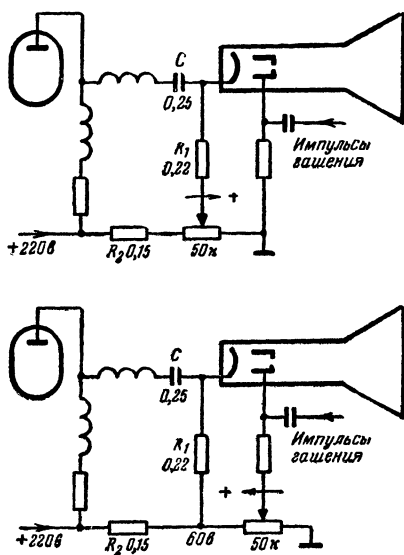 C
0,25
R1
0,22
Импульсы
гашения
+
+220в
R2 0,15
50к
C
0,25
R1
0,22
Импульсы
гашения
+
+220в
R2 0,15
60в
50к